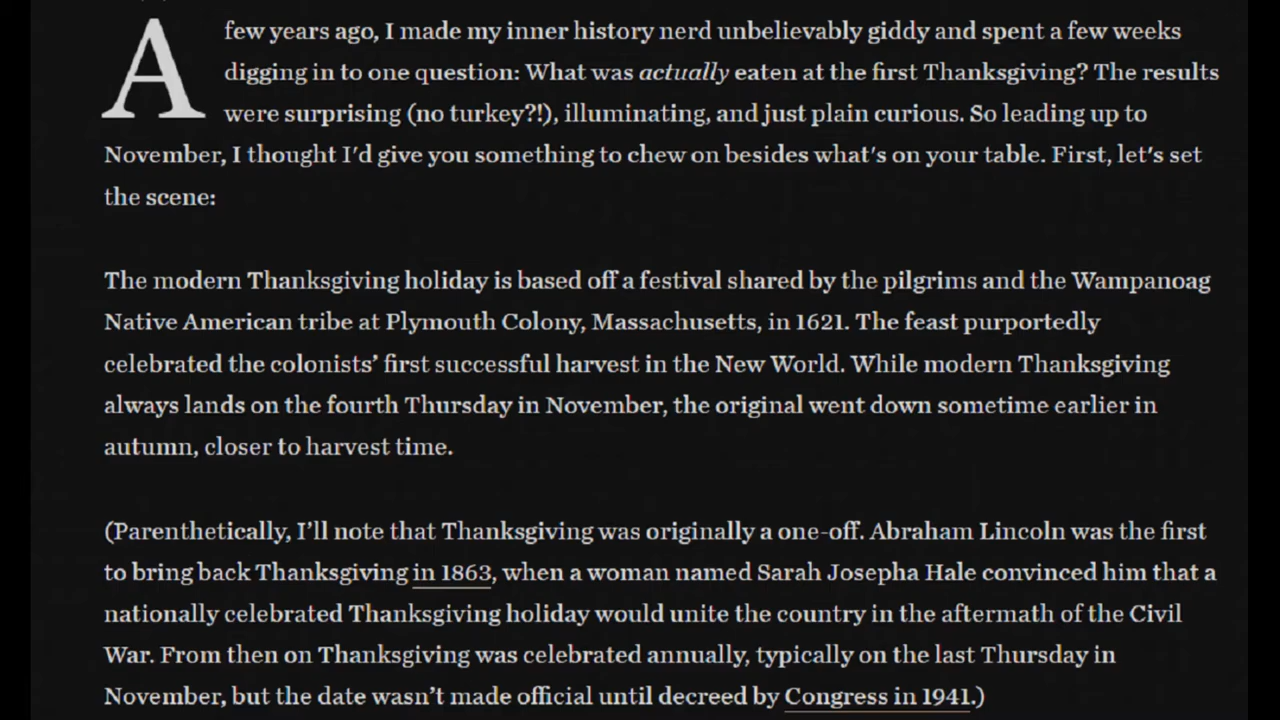 A few years ago, I made my inner history nerd unbelievably giddy and spent a few weeks
digging in to one question: What was actually eaten at the first Thanksgiving? The results
were surprising (no turkey?!), illuminating, and just plain curious. So leading up to
November, I thought I'd give you something to chew on besides what's on your table. First, let's set
the scene:
The modern Thanksgiving holiday is based off a festival shared by the pilgrims and the Wampanoag
Native American tribe at Plymouth Colony, Massachusetts, in 1621. The feast purportedly
celebrated the colonists' first successful harvest in the New World. While modern Thanksgiving
always lands on the fourth Thursday in November, the original went down sometime earlier in
autumn, closer to harvest time.
(Parenthetically, I'll note that Thanksgiving was originally a one-off. Abraham Lincoln was the first
to bring back Thanksgiving in 1863, when a woman named Sarah Josepha Hale convinced him that a
nationally celebrated Thanksgiving holiday would unite the country in the aftermath of the Civil
War. From then on Thanksgiving was celebrated annually, typically on the last Thursday in
November, but the date wasn't made official until decreed by Congress in 1941.)